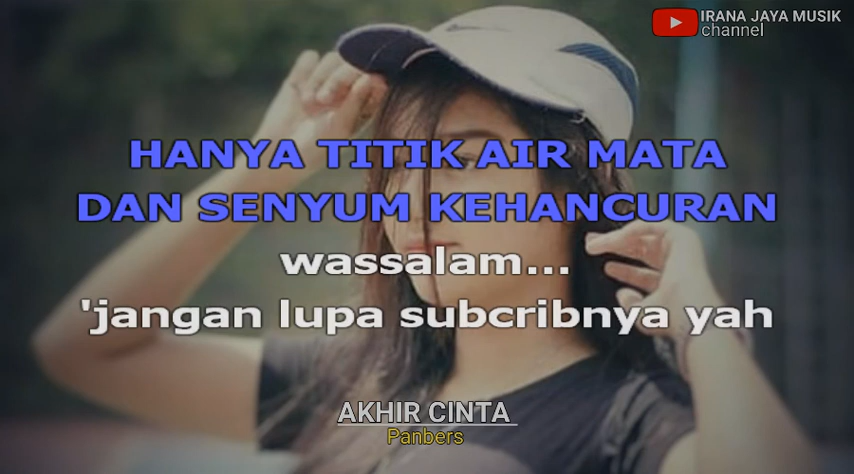 IRANA JAYA MUSIK
channel
HANYA TITIK AIR MATA
DAN SENYUM KEHANCURAN
wassalam...
'jangan lupa subcribnya yah
AKHIR CINTA
Panbers